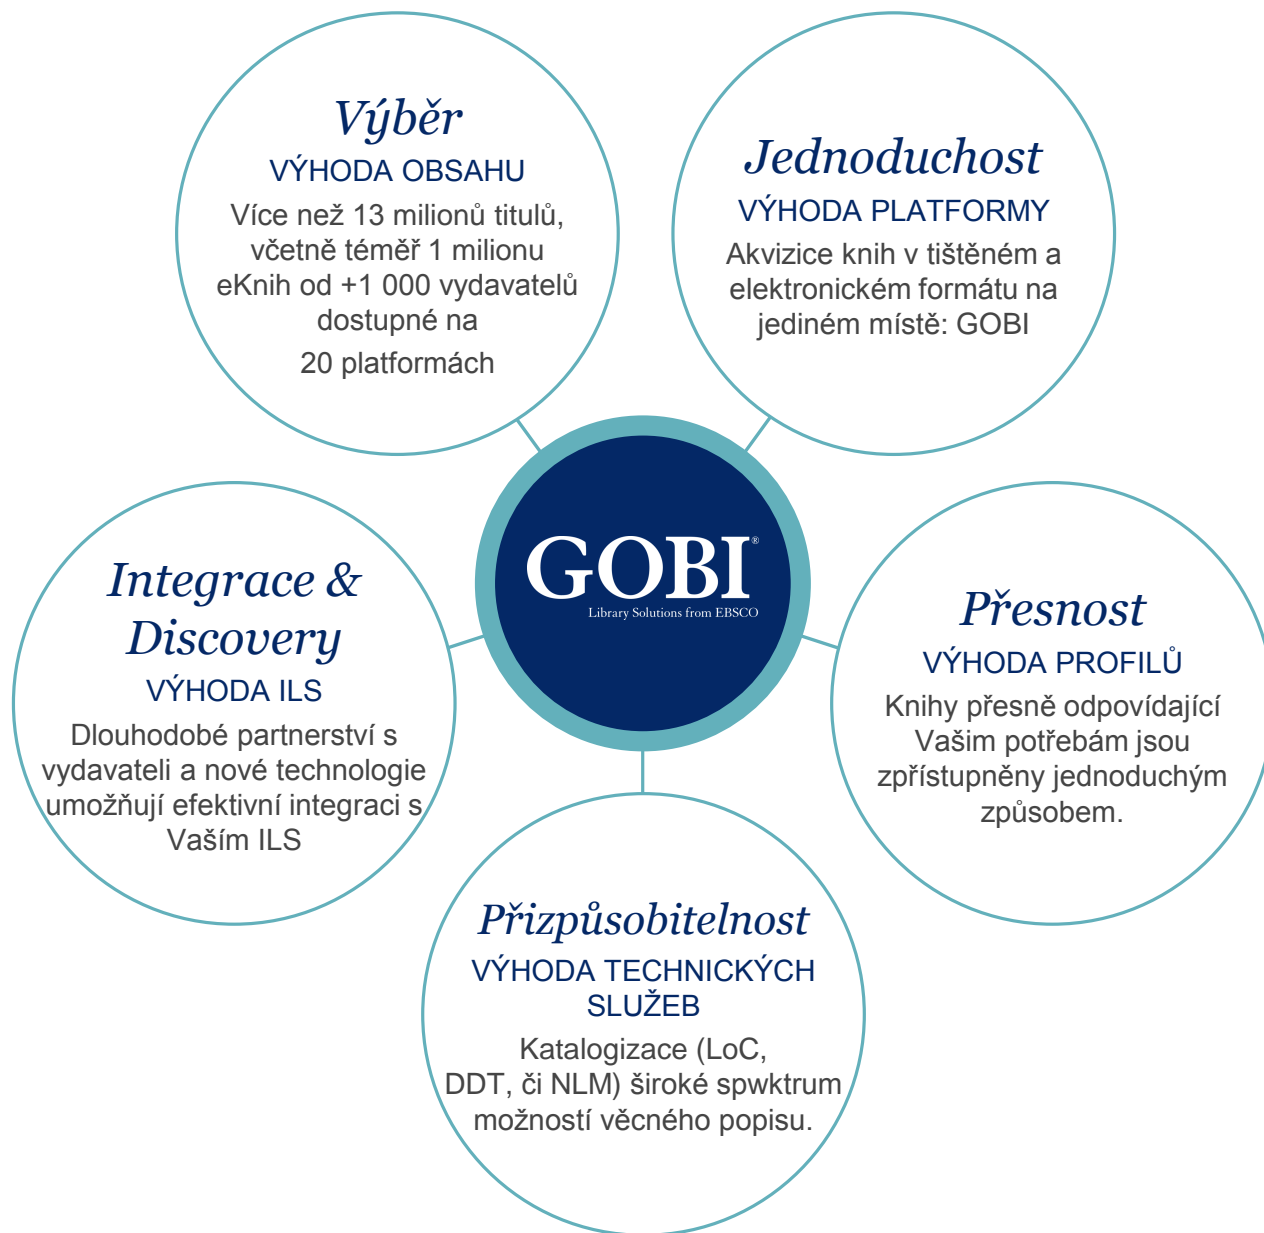 Výběr
VÝHODA OBSAHU
Více než 13 milionů titulů,
včetně téměř 1 milionu
eKnih od +1 000 vydavatelů
dostupné na
20 platformách
Jednoduchost
VÝHODA PLATFORMY
Akvizice knih v tištěném a
elektronickém formátu na
jediném místě: GOBI
GOBI®
Library Solutions from EBSCO
Integrace &
Discovery
VÝHODA ILS
Dlouhodobé partnerství s
vydavateli a nové technologie
umožňují efektivní integraci s
Vaším ILS
Přesnost
VÝHODA PROFILŮ
Knihy přesně odpovídající
Vašim potřebám jsou
zpřístupněny jednoduchým
způsobem.
Přizpůsobitelnost
VÝHODA TECHNICKÝCH
SLUŽEB
Katalogizace (LoC,
DDT, či NLM) široké spwktrum
možností věcného popisu.